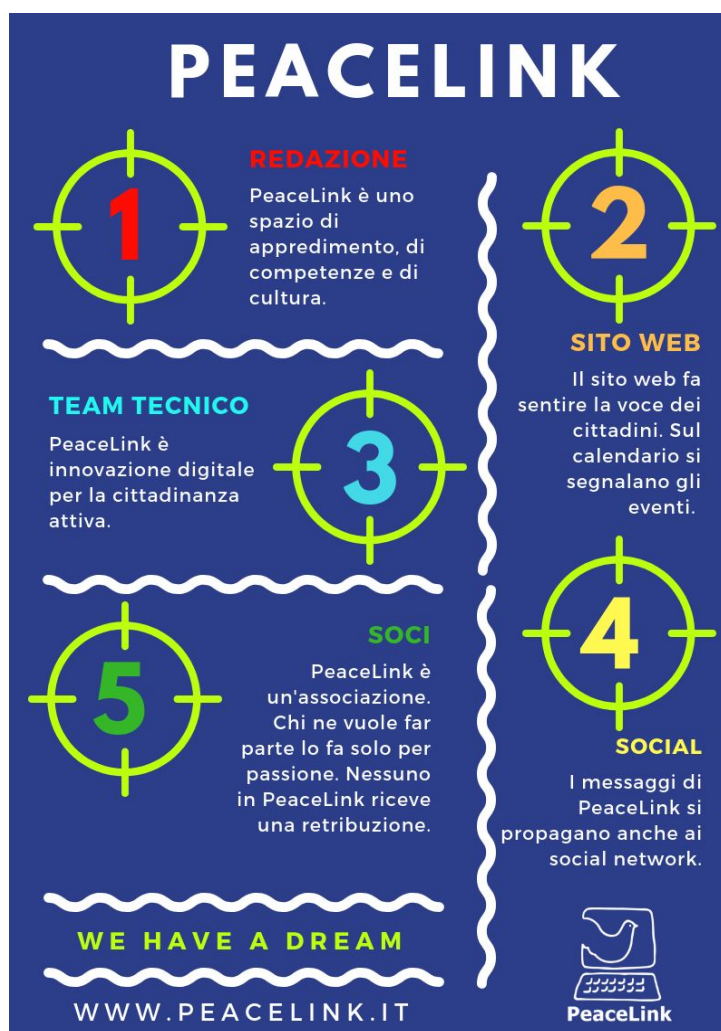 PEACELINK
1
REDAZIONE
PeaceLink è uno
spazio di
appredimento, di
competenze e di
cultura.
2
SITO WEB
Il sito web fa
sentire la voce dei
cittadini. Sul
calendario si
segnalano gli
eventi.
TEAM TECNICO
PeaceLink è
innovazione digitale
per la cittadinanza
attiva.
3
4
SOCIAL
I messaggi di
PeaceLink si
propagano anche ai
social network.
5
SOCI
PeaceLink è
un'associazione.
Chi ne vuole far
parte lo fa solo per
passione. Nessuno
in PeaceLink riceve
una retribuzione.
WE HAVE A DREAM
WWW.PEACELINK.IT
PeaceLink